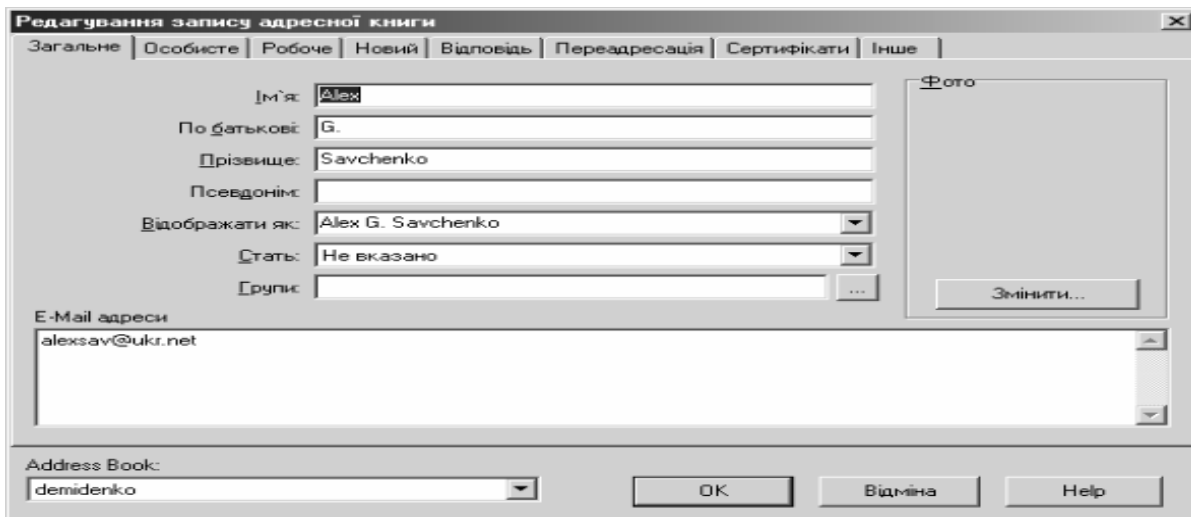 Редагування запису адресної книги
Загальне Особисте Робоче Новий Відповідь Переадресація Сертифікати Інше
Ім`я: Alex
По батькові: G.
Прізвище: Savchenko
Псевдонім:
Відображати як: Alex G. Savchenko
Стать: Не вказано
Групи: ...
Фото
Змінити...
E-Mail адреси
alexsav@ukr.net
Address Book:
demidenko
OK Відміна Help